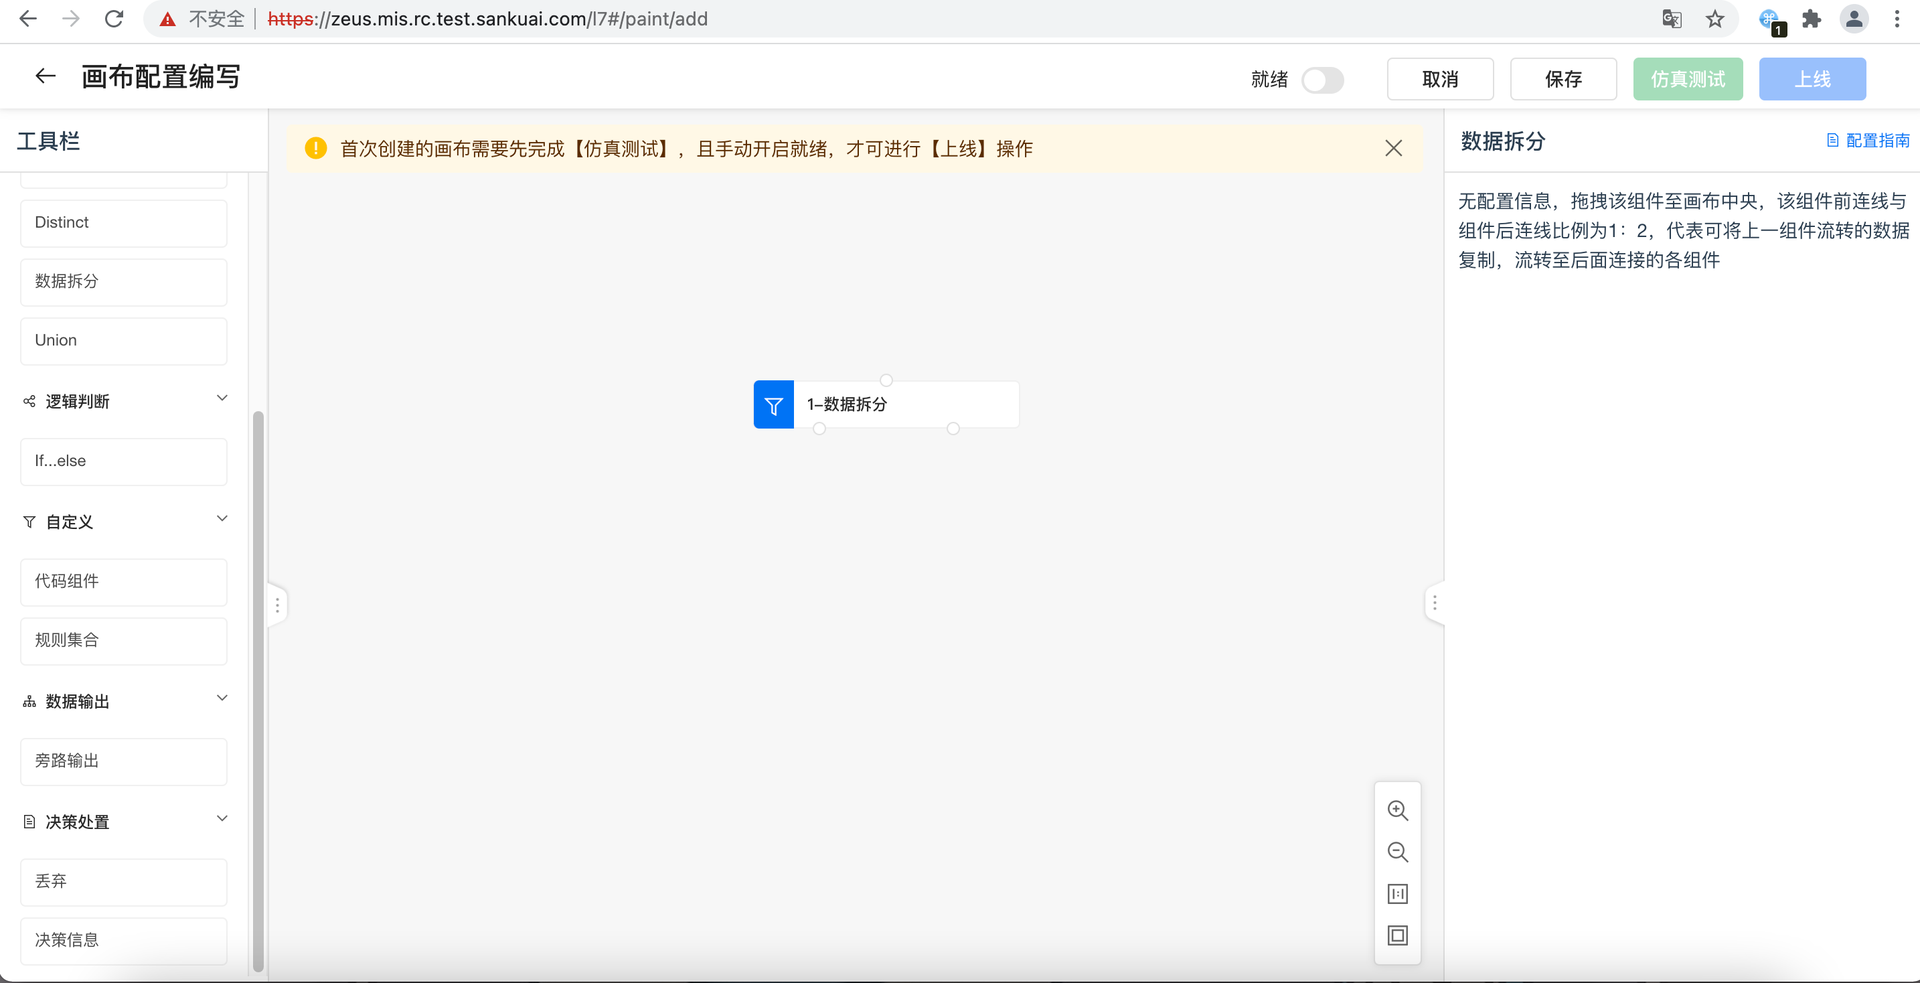 不安全
https://zeus.mis.rc.test.sankuai.com/l7#/paint/add
1
画布配置编写
就绪
取消
保存
仿真测试
上线
工具栏
首次创建的画布需要先完成【仿真测试】，且手动开启就绪，才可进行【上线】操作
数据拆分
配置指南
无配置信息，拖拽该组件至画布中央，该组件前连线与
组件后连线比例为1：2，代表可将上一组件流转的数据
复制，流转至后面连接的各组件
Distinct
数据拆分
Union
逻辑判断
If...else
自定义
代码组件
规则集合
数据输出
旁路输出
决策处置
丢弃
决策信息
1-数据拆分